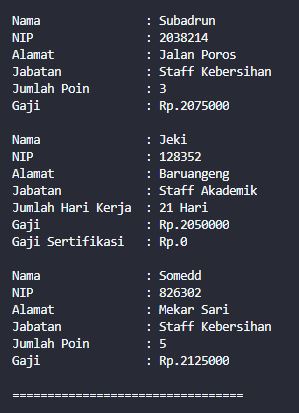 Nama : Subadrun
NIP : 2038214
Alamat : Jalan Poros
Jabatan : Staff Kebersihan
Jumlah Poin : 3
Gaji : Rp.2075000
Nama : Jeki
NIP : 128352
Alamat : Baruangeng
Jabatan : Staff Akademik
Jumlah Hari Kerja : 21 Hari
Gaji : Rp.2050000
Gaji Sertifikasi : Rp.0
Nama : Somedd
NIP : 826302
Alamat : Mekar Sari
Jabatan : Staff Kebersihan
Jumlah Poin : 5
Gaji : Rp.2125000
=================================